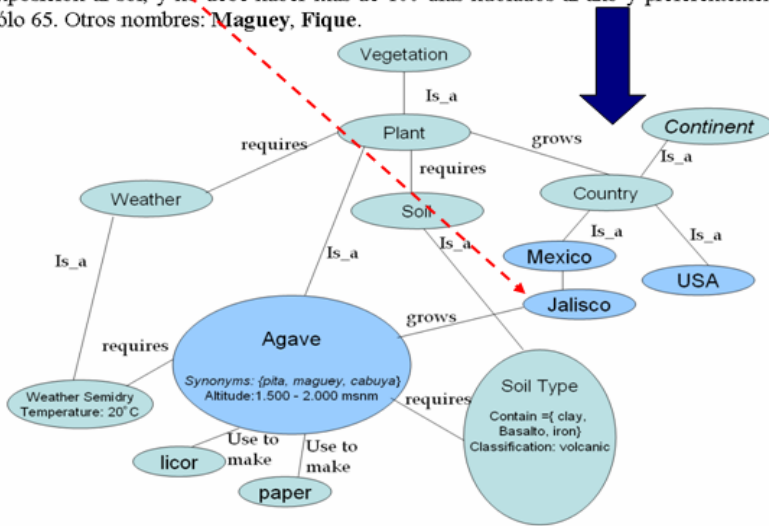 sólo 65. Otros nombres: Maguey, Fique.
Vegetation
Is_a
Plant
Continent
requires
grows
requires
Is_a
Weather
Country
Soil
Is_a
Is_a
Is_a
Is_a
Is_a
Mexico
USA
Jalisco
grows
Agave
requires
Synonyms: {pita, maguey, cabuya}
Altitude:1.500 - 2.000 msnm
Soil Type
Weather Semidry
Temperature: 20°C
requires
Contain ={ clay,
Basalto, iron}
Classification: volcanic
Use to
make
Use to
make
licor
paper